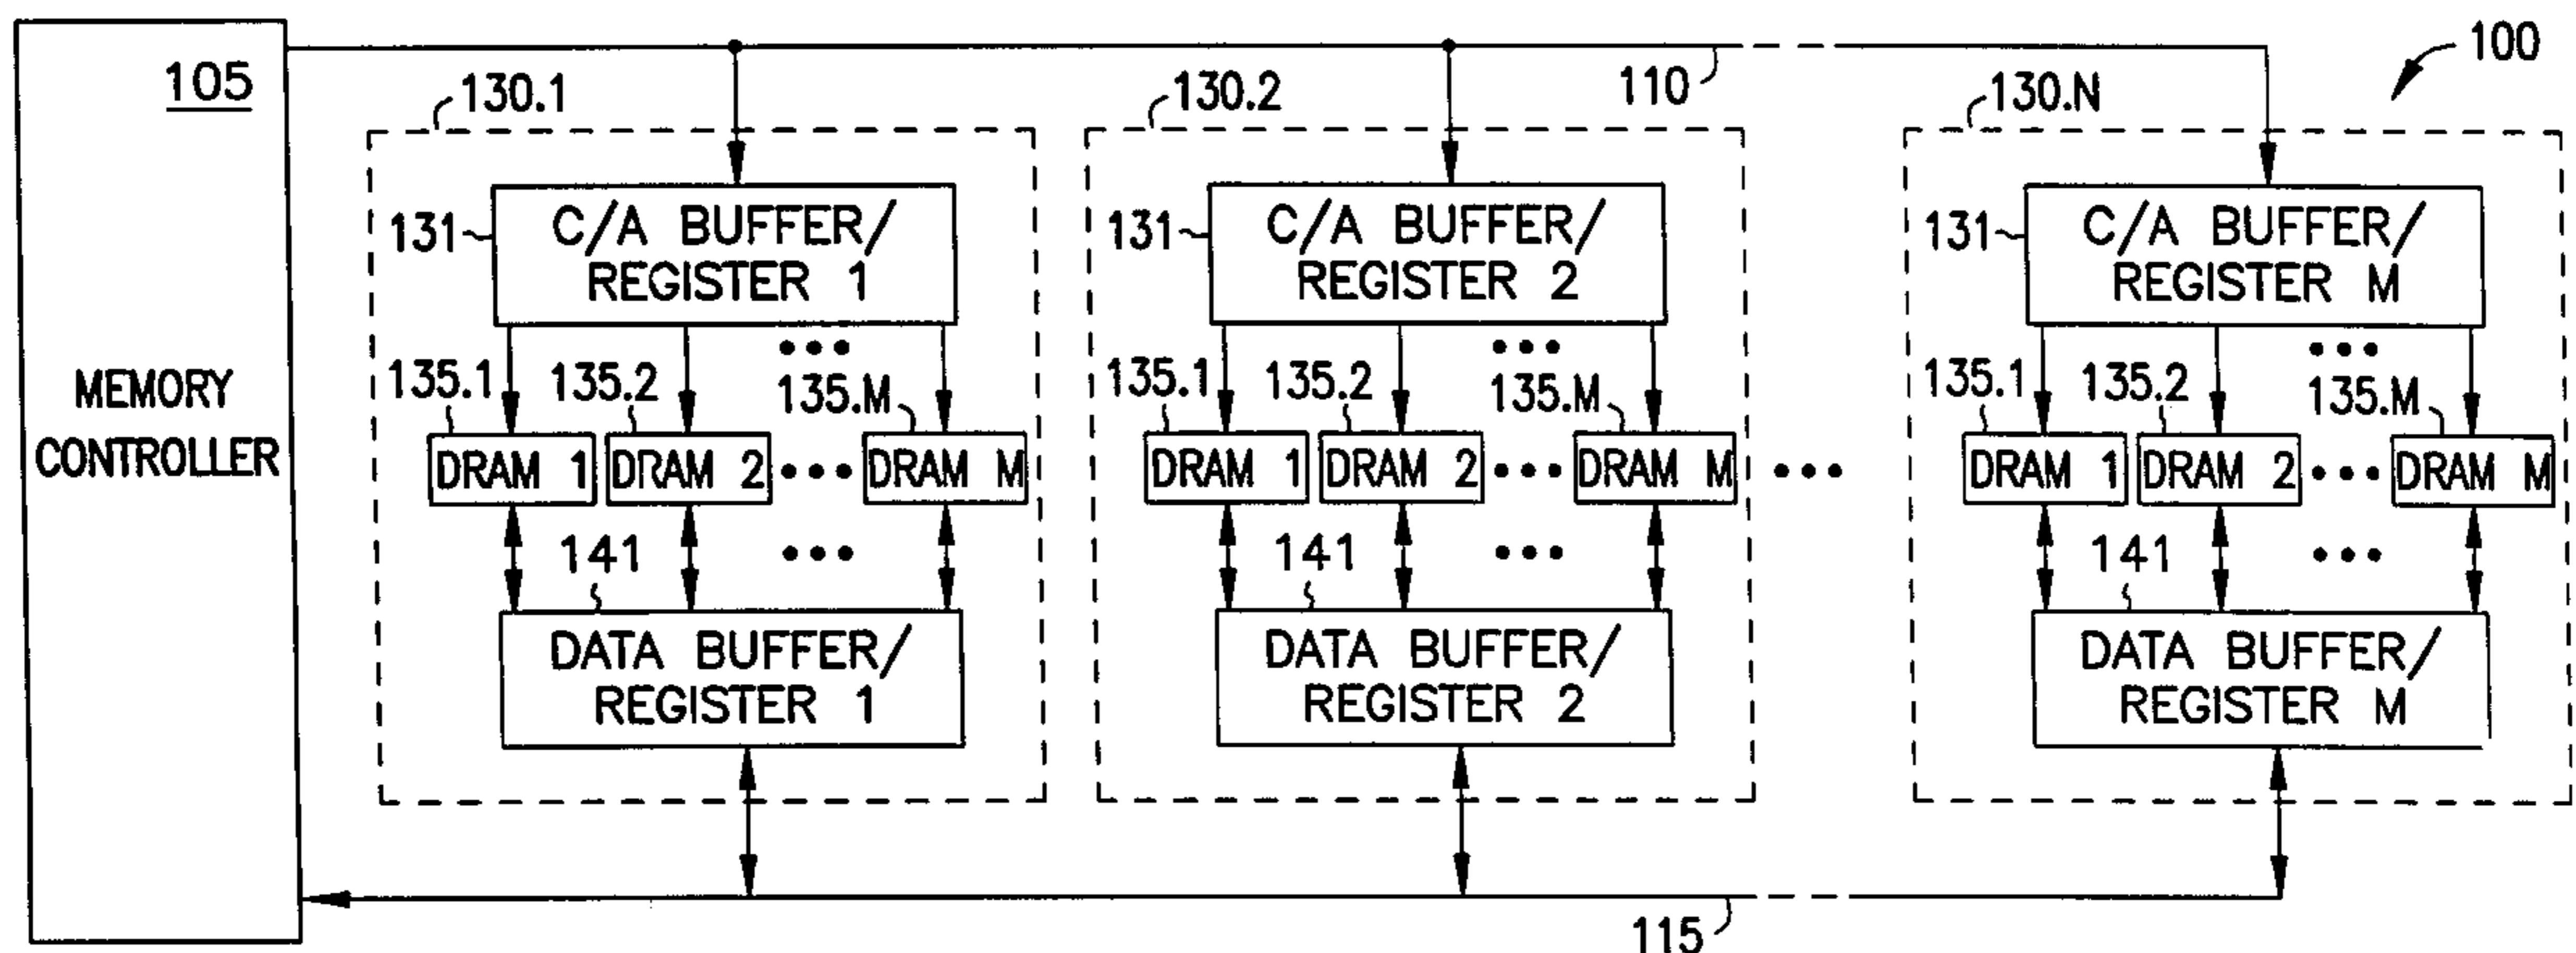 100
105
110
130.1
130.2
130.N
MEMORY
CONTROLLER
131
C/A BUFFER/
REGISTER 1
131
C/A BUFFER/
REGISTER 2
131
C/A BUFFER/
REGISTER M
135.1
135.2
135.M
135.1
135.2
135.M
135.1
135.2
135.M
DRAM 1
DRAM 2
DRAM M
DRAM 1
DRAM 2
DRAM M
DRAM 1
DRAM 2
DRAM M
141
141
141
DATA BUFFER/
REGISTER 1
DATA BUFFER/
REGISTER 2
DATA BUFFER/
REGISTER M
115